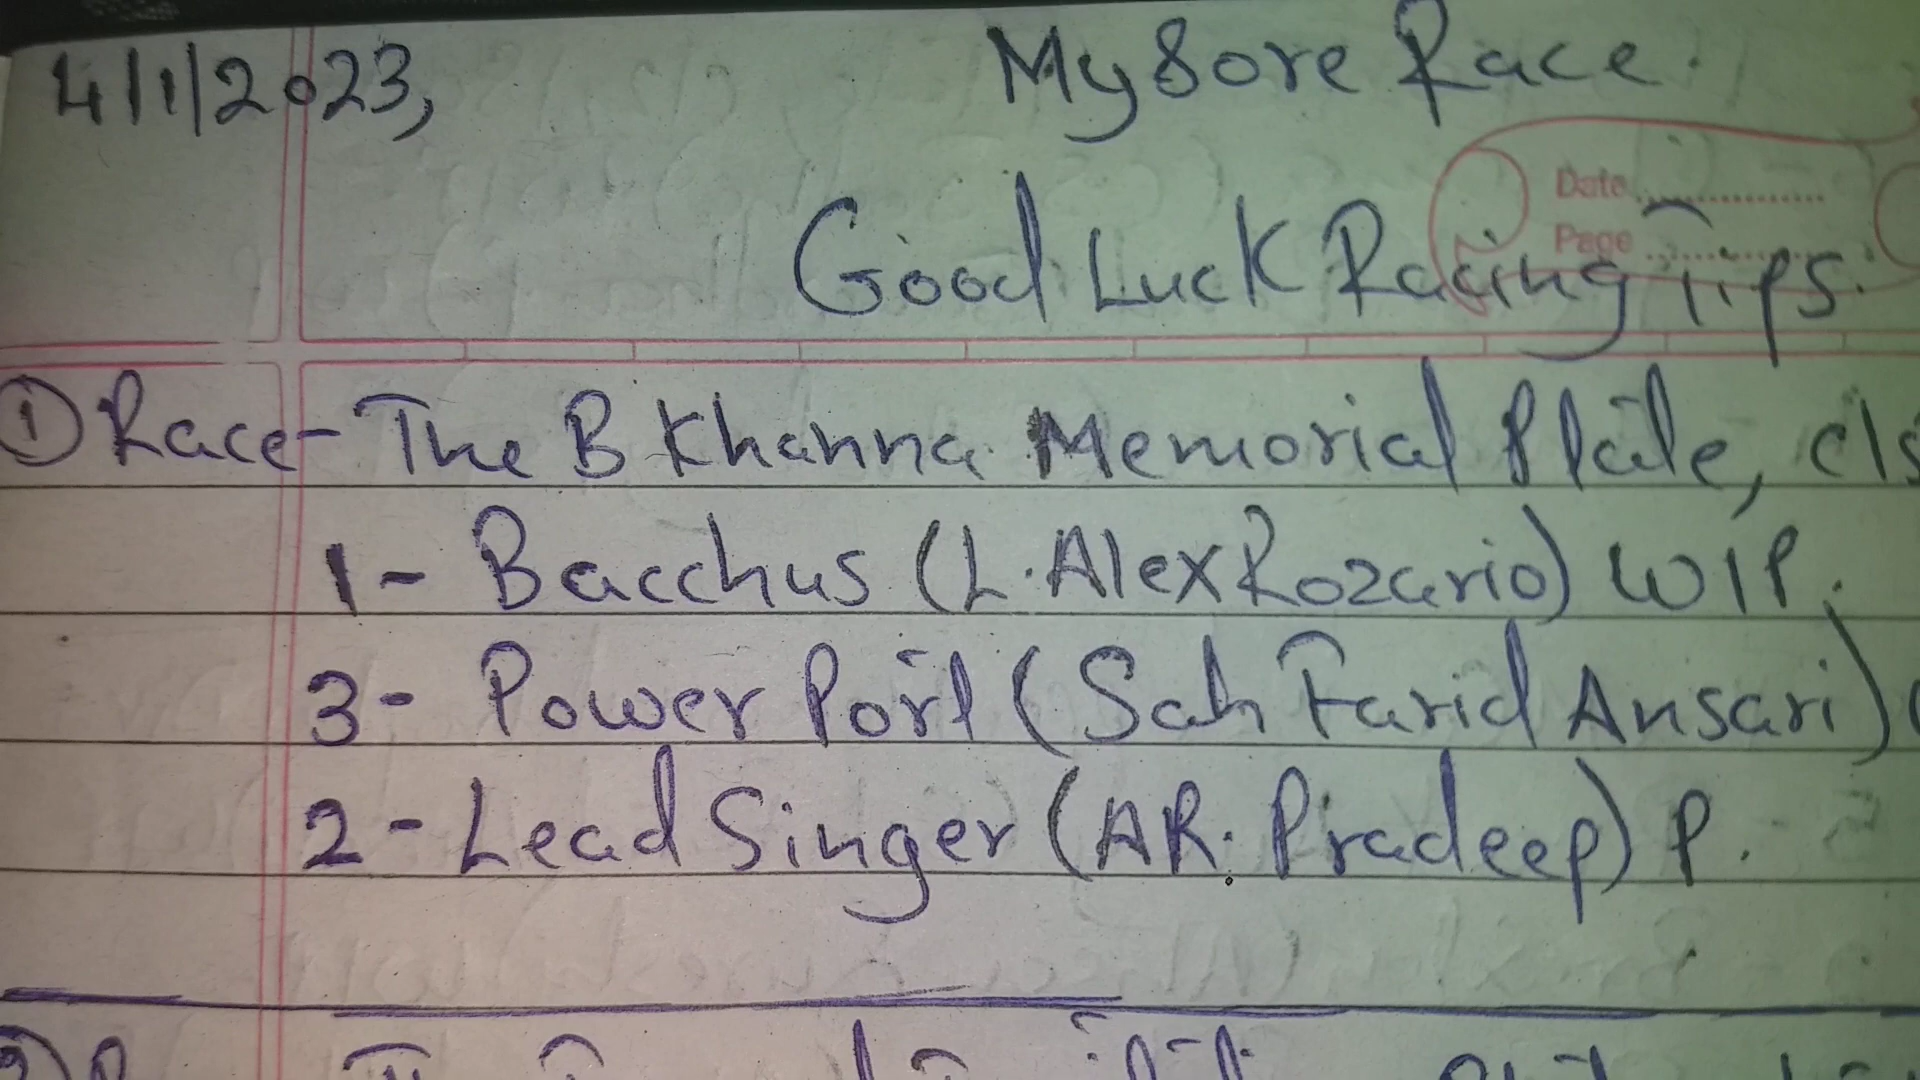 4/1/2023, Mysore Race.
Date
Page
Good Luck Racing Tips.
① Race- The B Khanna Memorial Plate, cls
1- Bacchus (L. Alex Rozario) W/P.
3- Power Port (Sah Farid Ansari)
2- Lead Singer (AR. Pradeep) P.